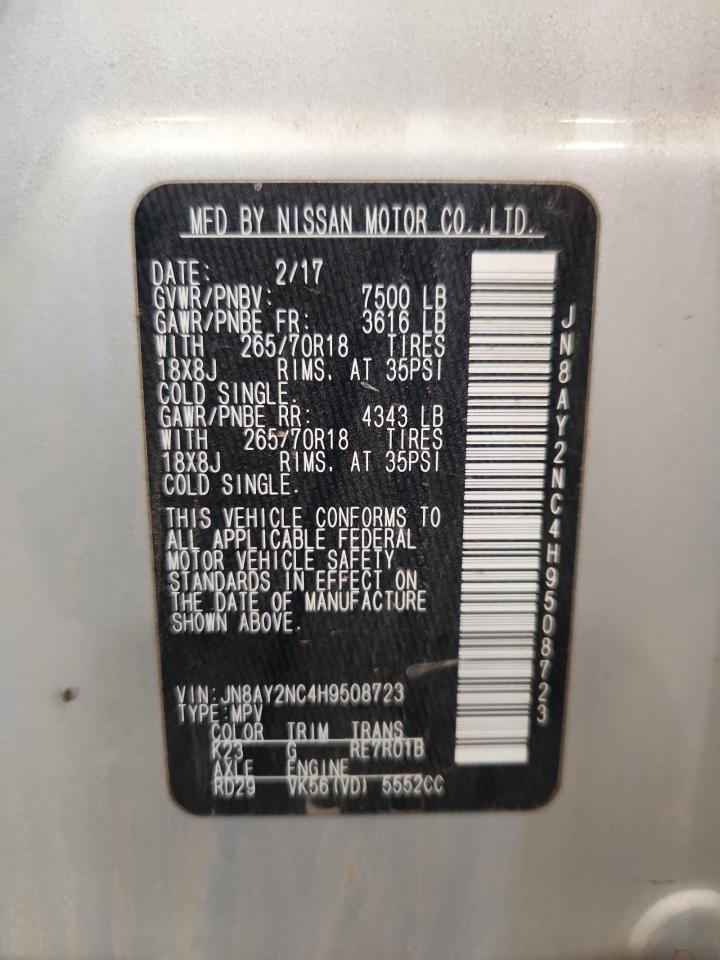 MFD BY NISSAN MOTOR CO.,LTD.
DATE: 2/17
GVWR/PNBV: 7500 LB
GAWR/PNBE FR: 3616 LB
WITH 265/70R18 TIRES
18X8J RIMS. AT 35PSI
COLD SINGLE.
GAWR/PNBE RR: 4343 LB
WITH 265/70R18 TIRES
18X8J RIMS. AT 35PSI
COLD SINGLE.
THIS VEHICLE CONFORMS TO
ALL APPLICABLE FEDERAL
MOTOR VEHICLE SAFETY
STANDARDS IN EFFECT ON
THE DATE OF MANUFACTURE
SHOWN ABOVE.
VIN:JN8AY2NC4H9508723
TYPE:MPV
COLOR TRIM TRANS
K23 G RE7R01B
AXLE ENGINE
RD29 VK56(VD) 5552CC
JN8AY2NC4H9508723